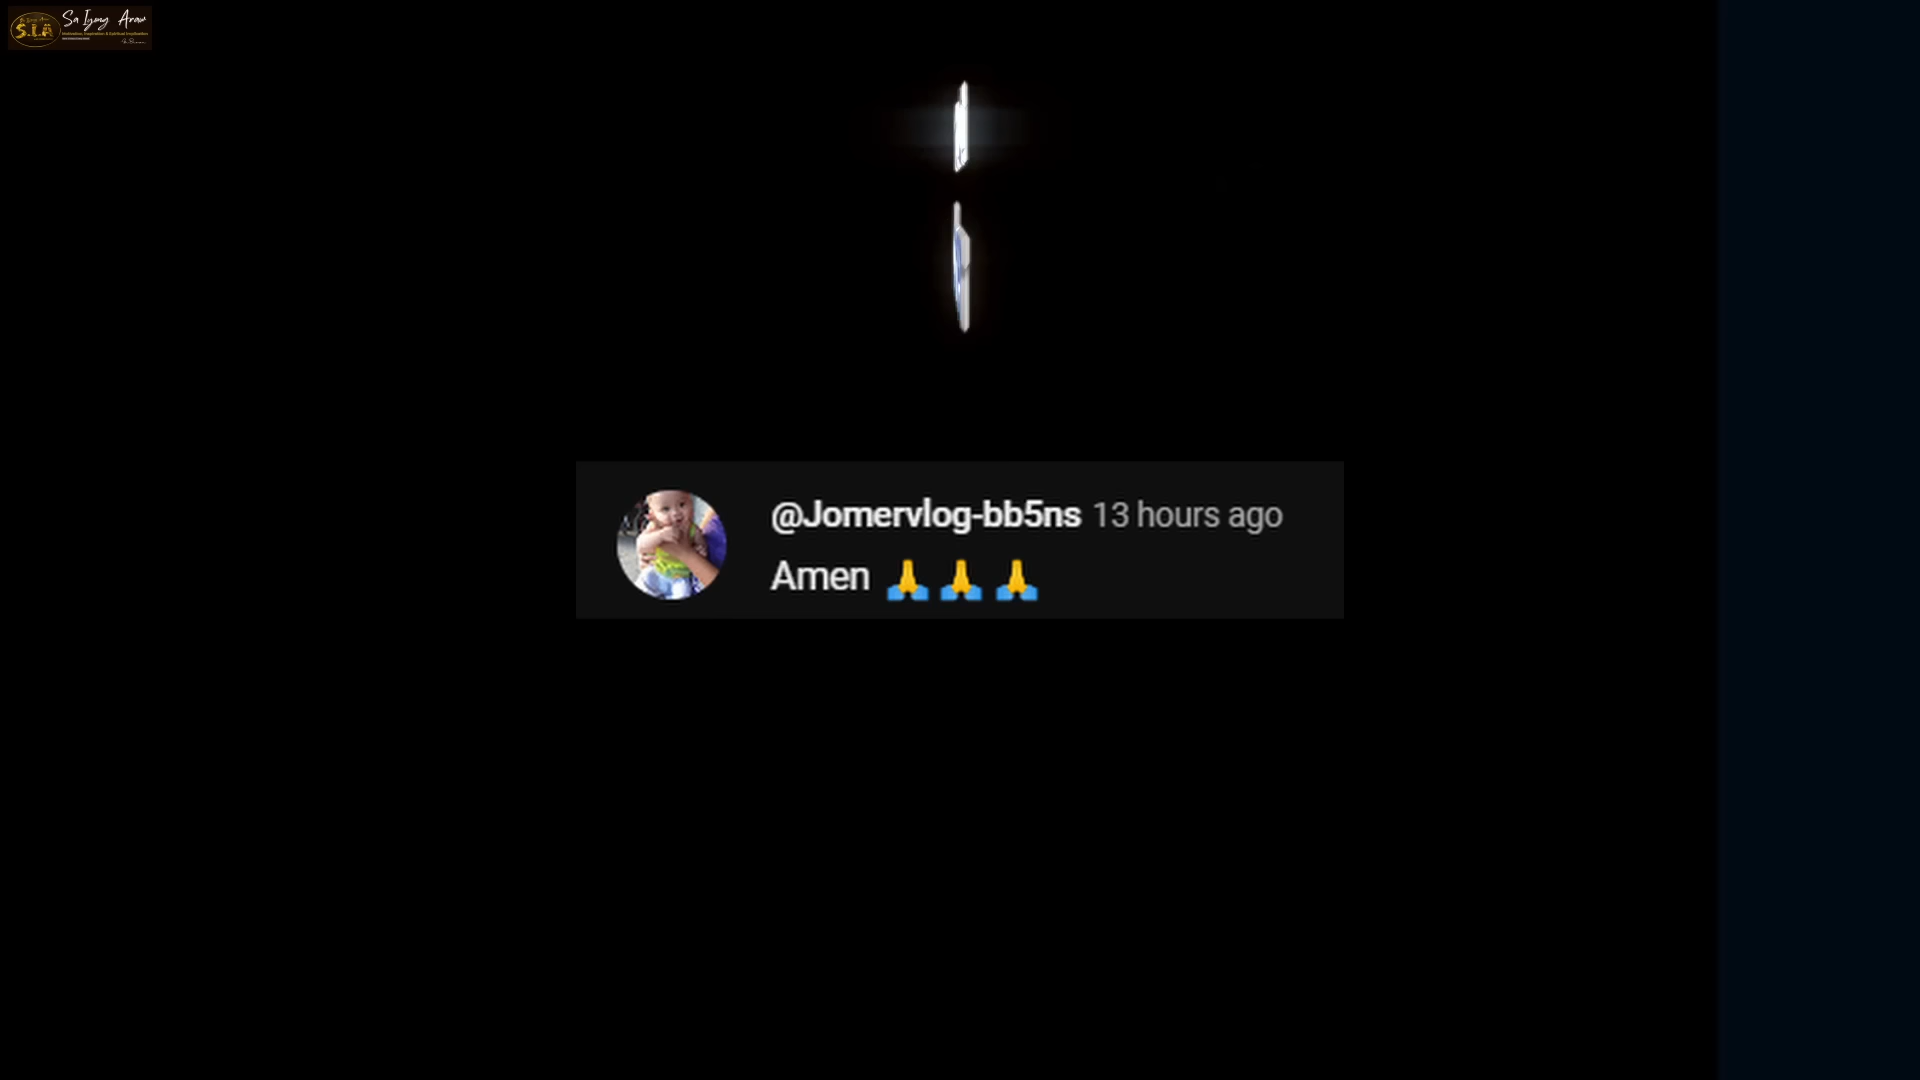 Sa Iyong Araw
S.I.A
@Jomervlog-bb5ns 13 hours ago
Amen 🙏 🙏 🙏